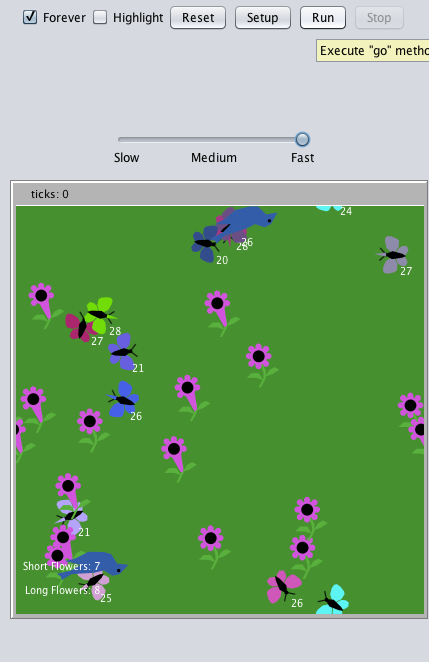 Forever Highlight Reset Setup Run Stop
Execute "go" metho
Slow Medium Fast
ticks: 0
24
26
26
20
27
28
27
21
26
21
Short Flowers: 7
Long Flowers: 8
25
26